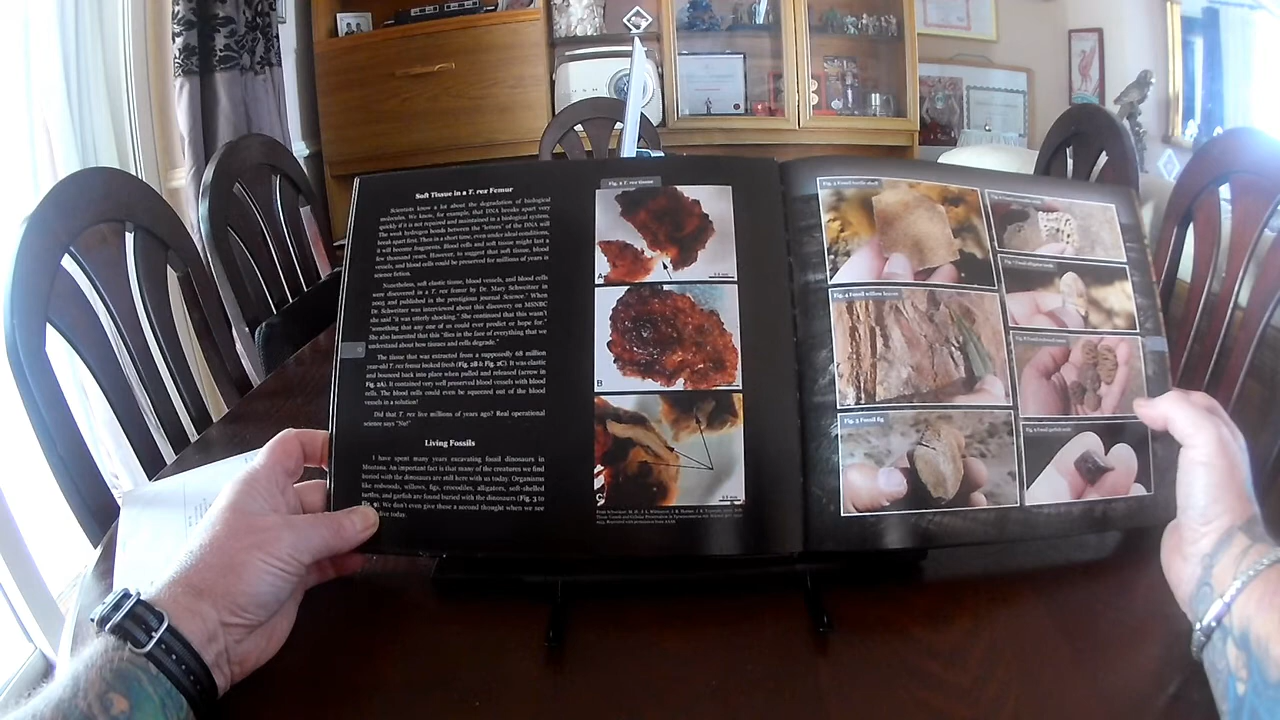 Soft Tissue in a T. rex Femur
Scientists know a lot about the degradation of biological
molecules. We know, for example, that DNA breaks apart very
quickly if it is not required and maintained in a biological system.
The weak hydrogen bonds between the "letters" of the DNA will
break apart first. Then in a short time, even under ideal conditions,
it will become fragments. Blood cells and soft tissue might last a
few thousand years. However, to suggest that soft tissue, blood
vessels, and blood cells could be preserved for millions of years is
science fiction.
Nonetheless, soft elastic tissue, blood vessels, and blood cells
were discovered in a T. rex femur by Dr. Mary Schweitzer in
2005 and published in the prestigious journal Science." When
Dr. Schweitzer was interviewed about this discovery on MSNBC
she said "it was utterly shocking." She continued that this wasn't
"something that any one of us could ever predict or hope for."
She also lamented that this "flies in the face of everything that we
understand about how tissues and cells degrade."
The tissue that was extracted from a supposedly 68 million
year-old T. rex femur looked fresh (Fig. 2B & Fig. 2C). It was elastic
and bounced back into place when pulled and released (arrow in
Fig. 2A). It contained very well preserved blood vessels with blood
cells. The blood cells could even be squeezed out of the blood
vessels in a solution!
Did that T. rex live millions of years ago? Real operational
science says "No!"
Living Fossils
I have spent many years excavating fossil dinosaurs in
Montana. An important fact is that many of the creatures we find
buried with the dinosaurs are still here with us today. Organisms
like redwoods, willows, figs, crocodiles, alligators, soft-shelled
turtles, and garfish are found buried with the dinosaurs (Fig. 3 to
Fig. 9). We don't even give these a second thought when we see
live today.
Fig. 2 T. rex tissue
A
B
C
Fig. 3 Fossil turtle shell
Fig. 4 Fossil willow leaves
Fig. 5 Fossil fig